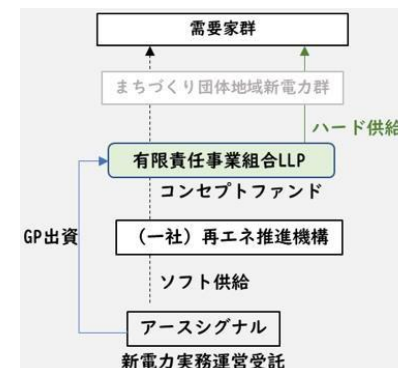 需要家群
まちづくり団体地域新電力群
ハード供給
有限責任事業組合LLP
コンセプトファンド
GP出資
（一社）再エネ推進機構
ソフト供給
アースシグナル
新電力実務運営受託